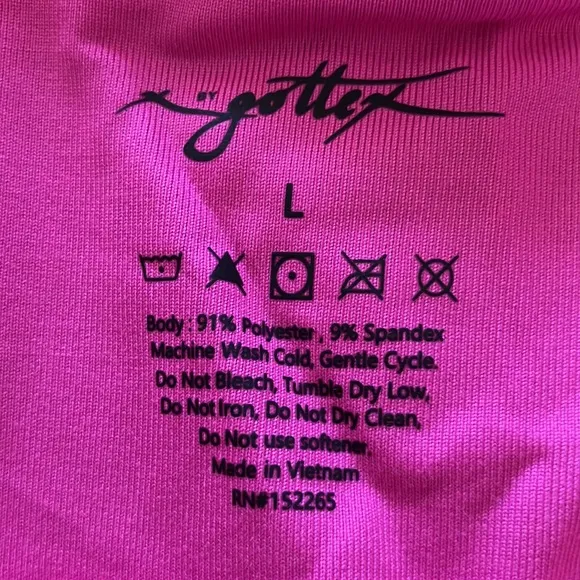 BY gottex
L
Body : 91% Polyester , 9% Spandex
Machine Wash Cold, Gentle Cycle.
Do Not Bleach, Tumble Dry Low,
Do Not Iron, Do Not Dry Clean,
Do Not use softener,
Made in Vietnam
RN#152265